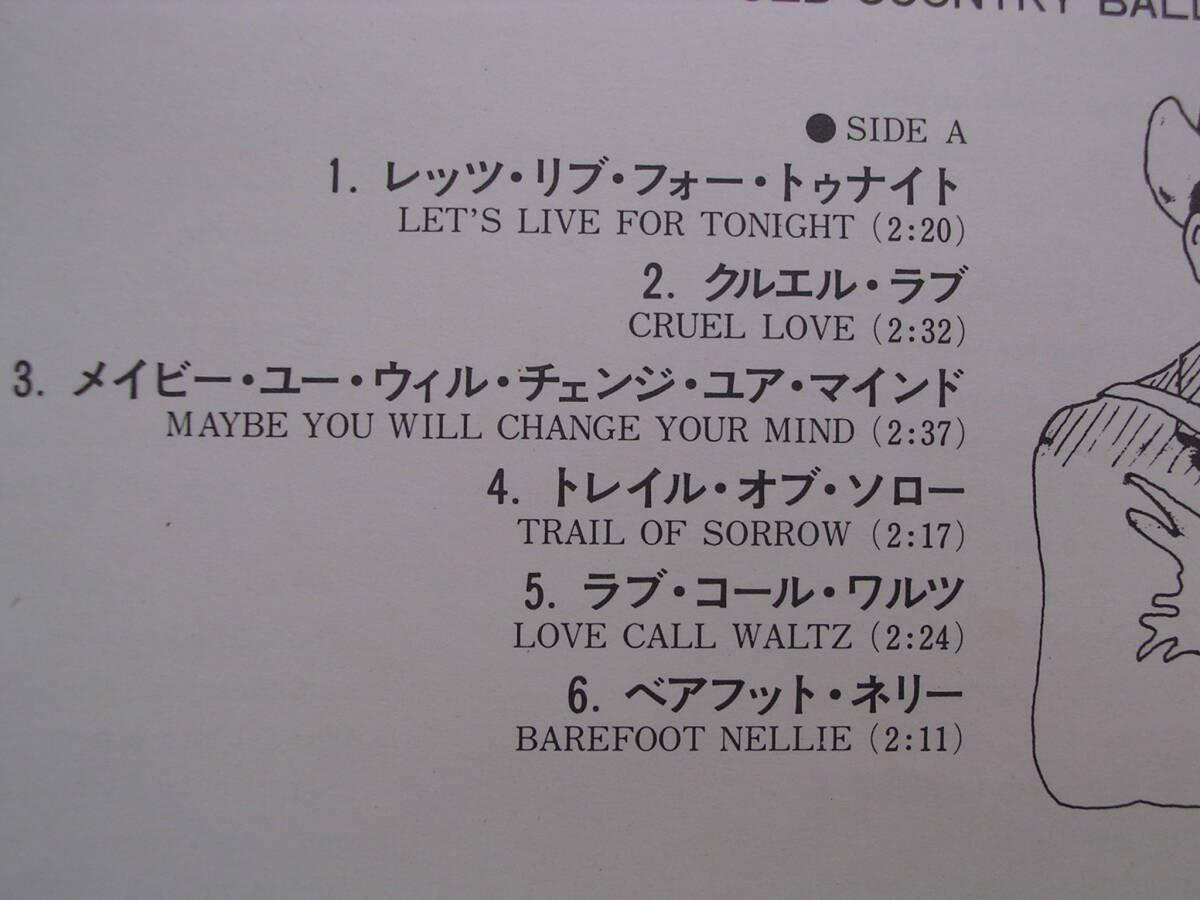 COUNTRY
● SIDE A
1. レッツ・リブ・フォー・トゥナイト
LET'S LIVE FOR TONIGHT (2:20)
2. クルエル・ラブ
CRUEL LOVE (2:32)
3. メイビー・ユー・ウィル・チェンジ・ユア・マインド
MAYBE YOU WILL CHANGE YOUR MIND (2:37)
4. トレイル・オブ・ソロー
TRAIL OF SORROW (2:17)
5. ラブ・コール・ワルツ
LOVE CALL WALTZ (2:24)
6. ベアフット・ネリー
BAREFOOT NELLIE (2:11)